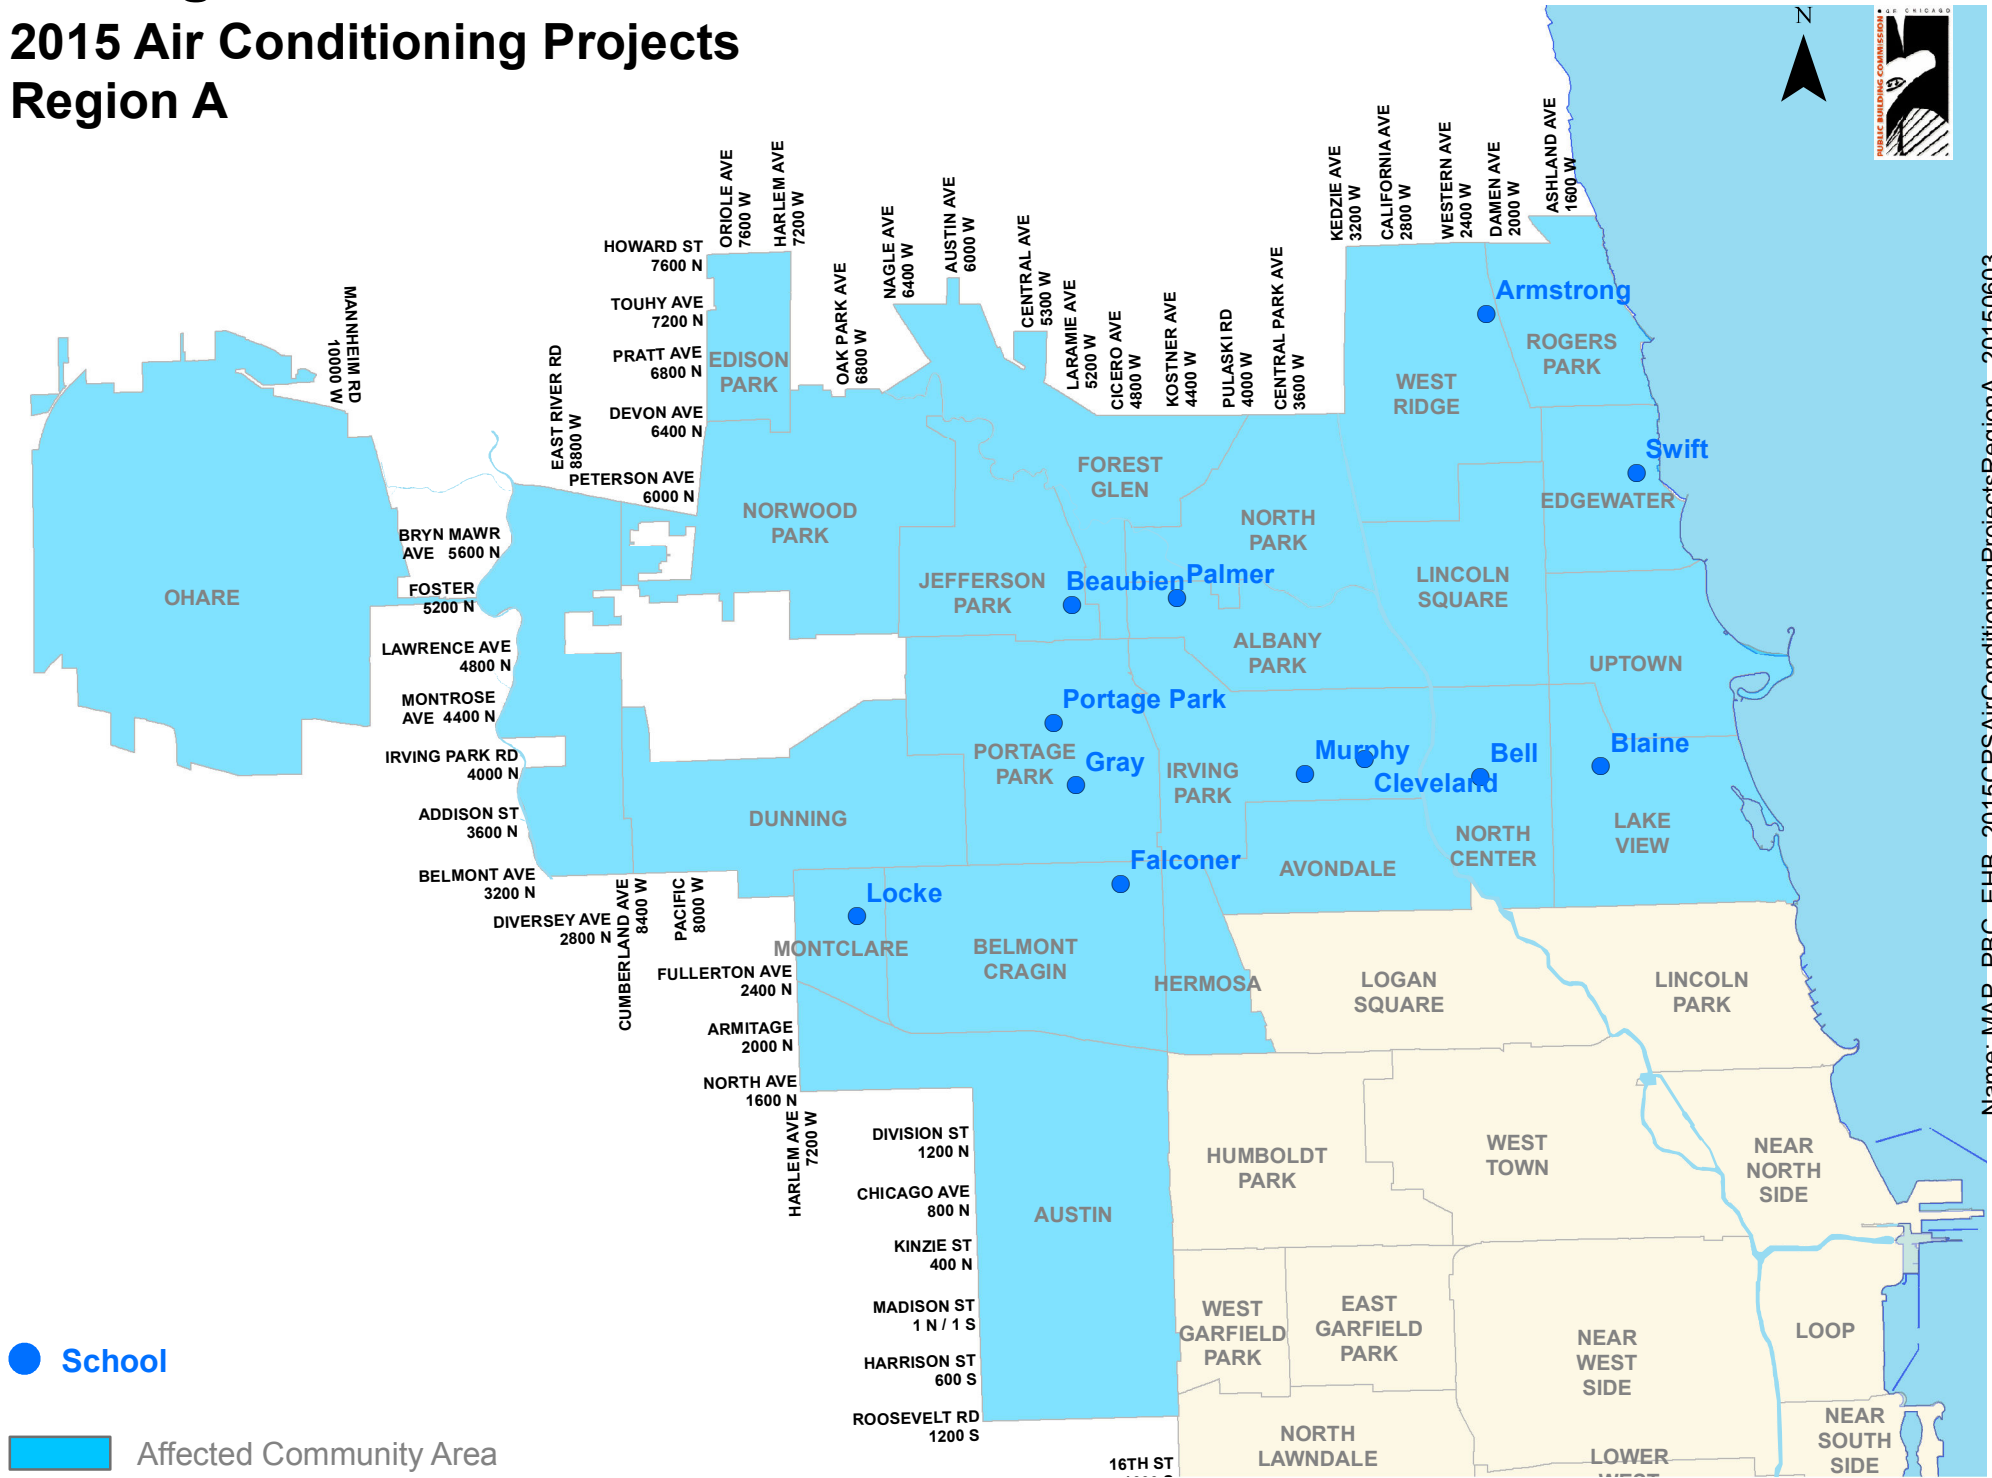 2015 Air Conditioning Projects
Region A
N
OF CHICAGO
PUBLIC BUILDING COMMISSION
ORIOLE AVE
7600 W
HARLEM AVE
7200 W
OAK PARK AVE
6800 W
NAGLE AVE
6400 W
AUSTIN AVE
6000 W
CENTRAL AVE
5300 W
LARAMIE AVE
5200 W
CICERO AVE
4800 W
KOSTNER AVE
4400 W
PULASKI RD
4000 W
CENTRAL PARK AVE
3600 W
KEDZIE AVE
3200 W
CALIFORNIA AVE
2800 W
WESTERN AVE
2400 W
DAMEN AVE
2000 W
ASHLAND AVE
1600 W
MANNHEIM RD
10000 W
EAST RIVER RD
8800 W
HOWARD ST
7600 N
TOUHY AVE
7200 N
PRATT AVE
6800 N
DEVON AVE
6400 N
PETERSON AVE
6000 N
BRYN MAWR
AVE 5600 N
FOSTER
5200 N
LAWRENCE AVE
4800 N
MONTROSE
AVE 4400 N
IRVING PARK RD
4000 N
ADDISON ST
3600 N
BELMONT AVE
3200 N
DIVERSEY AVE
2800 N
CUMBERLAND AVE
8400 W
PACIFIC
8000 W
FULLERTON AVE
2400 N
ARMITAGE
2000 N
NORTH AVE
1600 N
HARLEM AVE
7200 W
DIVISION ST
1200 N
CHICAGO AVE
800 N
KINZIE ST
400 N
MADISON ST
1 N / 1 S
HARRISON ST
600 S
ROOSEVELT RD
1200 S
16TH ST
OHARE
EDISON
PARK
NORWOOD
PARK
JEFFERSON
PARK
FOREST
GLEN
NORTH
PARK
ALBANY
PARK
WEST
RIDGE
ROGERS
PARK
EDGEWATER
LINCOLN
SQUARE
UPTOWN
PORTAGE
PARK
IRVING
PARK
DUNNING
AVONDALE
NORTH
CENTER
LAKE
VIEW
MONTCLARE
BELMONT
CRAGIN
HERMOSA
LOGAN
SQUARE
LINCOLN
PARK
HUMBOLDT
PARK
WEST
TOWN
NEAR
NORTH
SIDE
AUSTIN
WEST
GARFIELD
PARK
EAST
GARFIELD
PARK
NEAR
WEST
SIDE
LOOP
NORTH
LAWNDALE
LOWER
WEST
NEAR
SOUTH
SIDE
Armstrong
Swift
Beaubien
Palmer
Portage Park
Gray
Murphy
Cleveland
Bell
Blaine
Falconer
Locke
School
Affected Community Area
Name: MAP_PBC_EHB_2015CPSAirConditioningProjectsRegionA_20150603